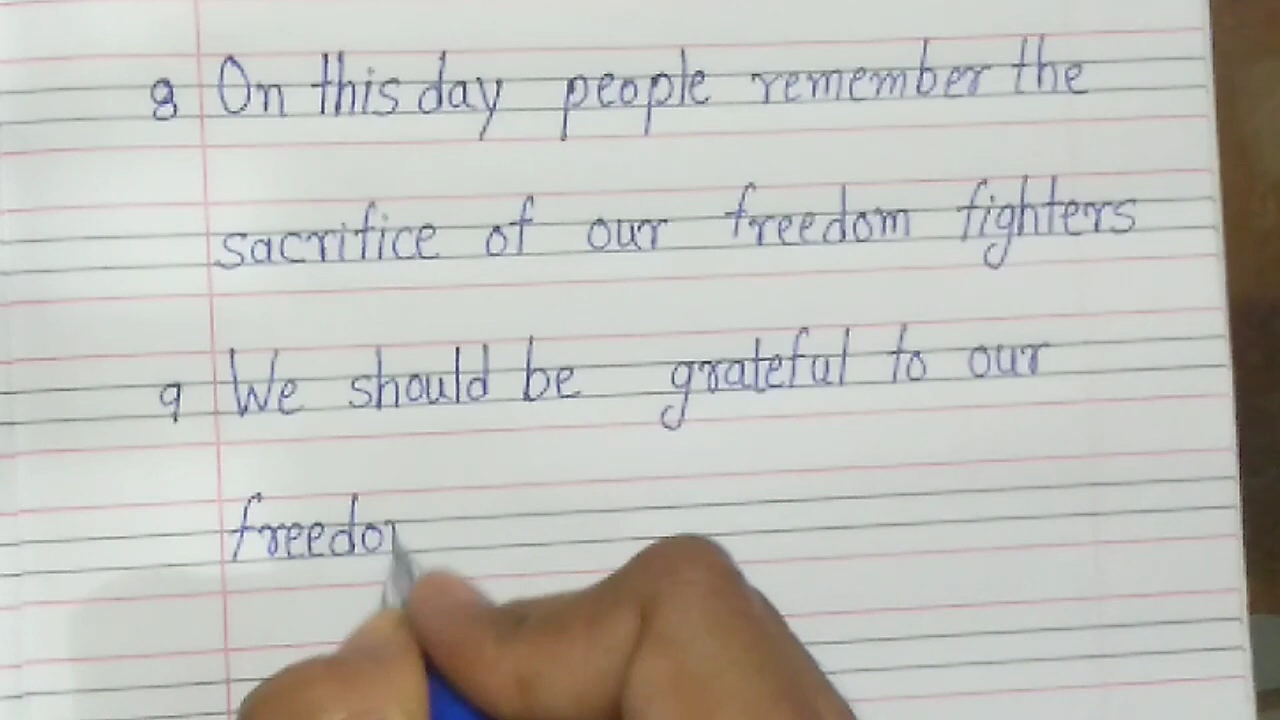 8 On this day people remember the
sacrifice of our freedom fighters
9 We should be grateful to our
freedo